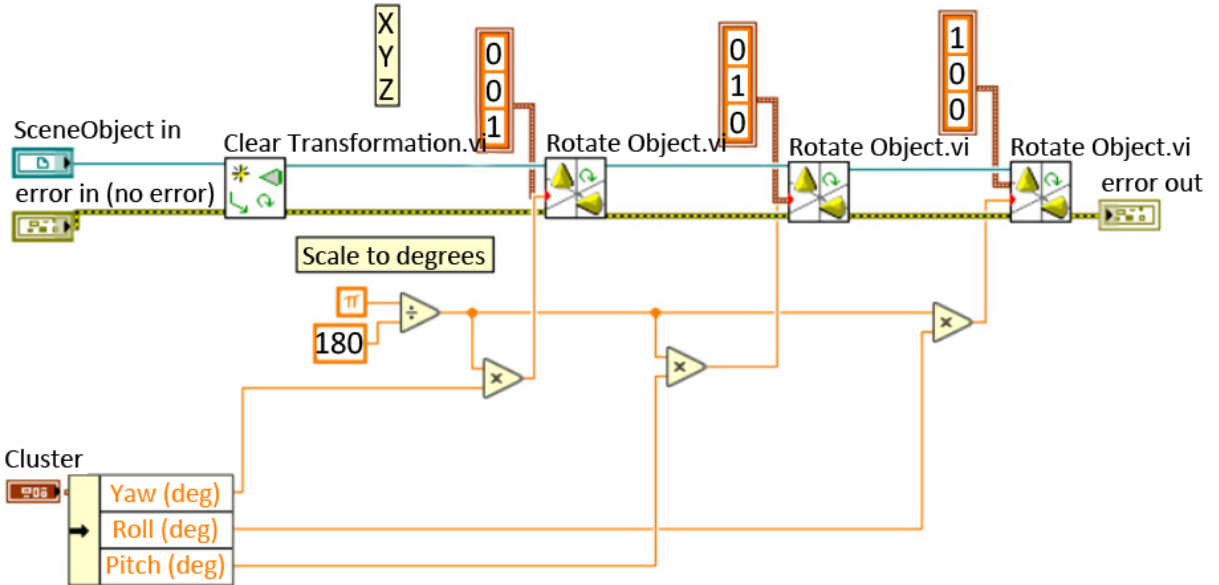 X
Y
Z
0
0
1
0
1
0
1
0
0
SceneObject in
Clear Transformation.vi
Rotate Object.vi
Rotate Object.vi
Rotate Object.vi
error in (no error)
error out
Scale to degrees
π
÷
180
×
×
×
Cluster
Yaw (deg)
Roll (deg)
Pitch (deg)